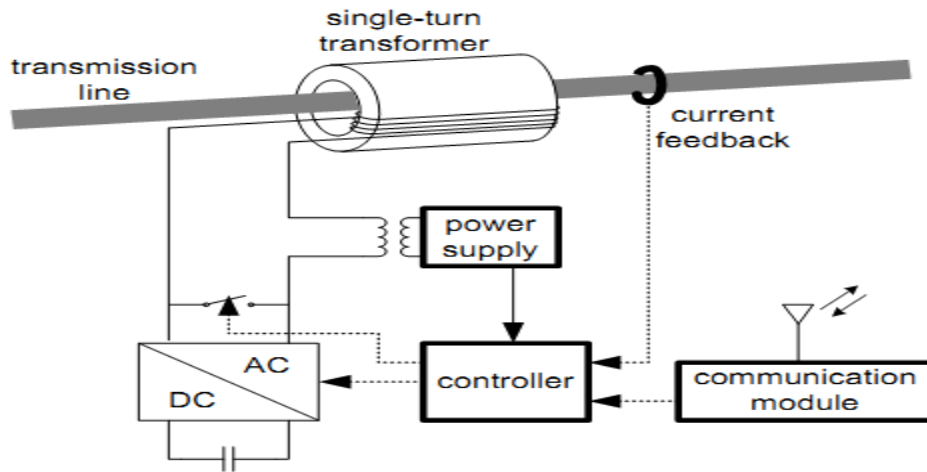 single-turn
transformer
transmission
line
current
feedback
power
supply
AC
DC
controller
communication
module